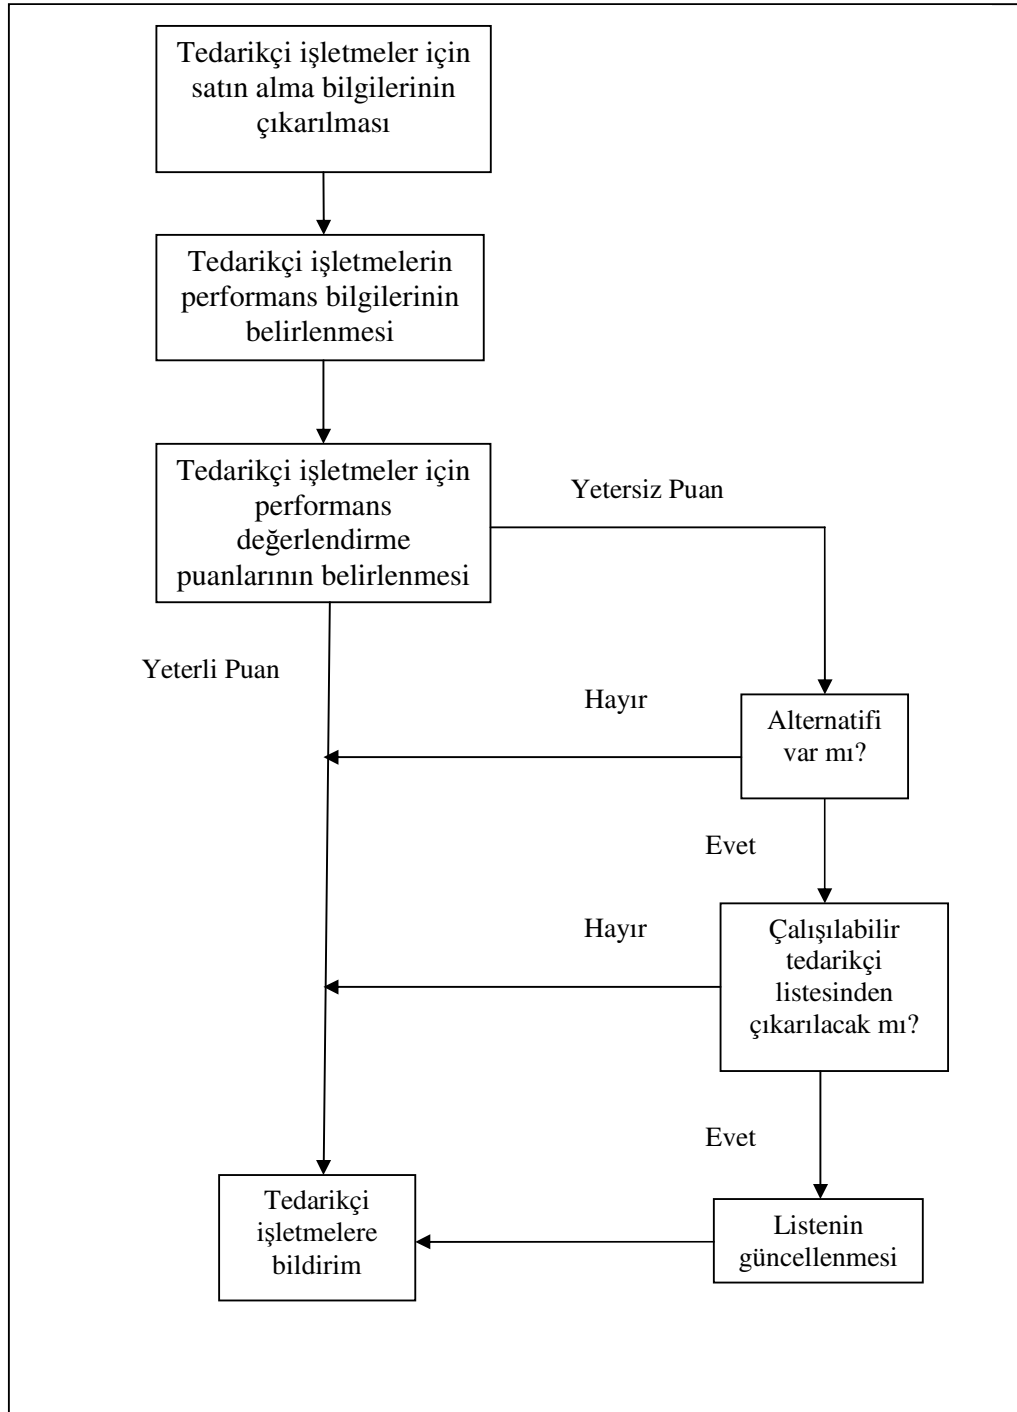 Tedarikçi işletmeler için
satın alma bilgilerinin
çıkarılması
Tedarikçi işletmelerin
performans bilgilerinin
belirlenmesi
Tedarikçi işletmeler için
performans
değerlendirme
puanlarının belirlenmesi
Yetersiz Puan
Yeterli Puan
Hayır
Alternatifi
var mı?
Evet
Hayır
Çalışılabilir
tedarikçi
listesinden
çıkarılacak mı?
Evet
Tedarikçi
işletmelere
bildirim
Listenin
güncellenmesi